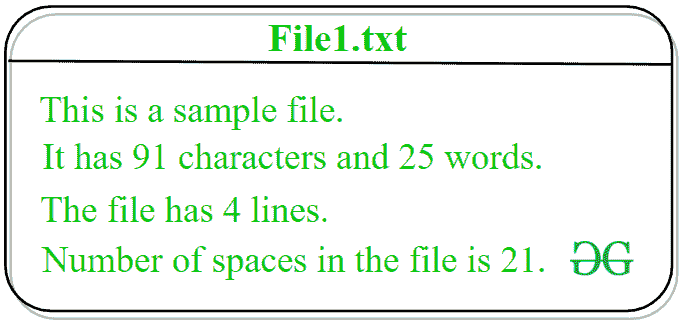 File1.txt
This is a sample file.
It has 91 characters and 25 words.
The file has 4 lines.
Number of spaces in the file is 21.